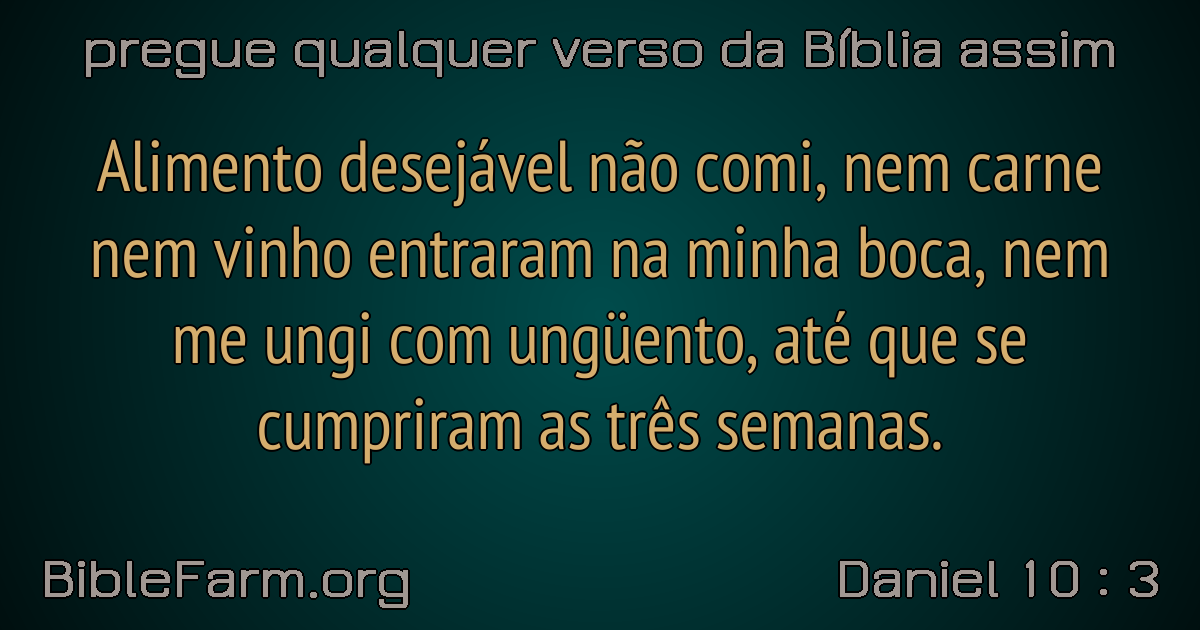 pregue qualquer verso da Bíblia assim
Alimento desejável não comi, nem carne
nem vinho entraram na minha boca, nem
me ungi com ungüento, até que se
cumpriram as três semanas.
BibleFarm.org
Daniel 10 : 3